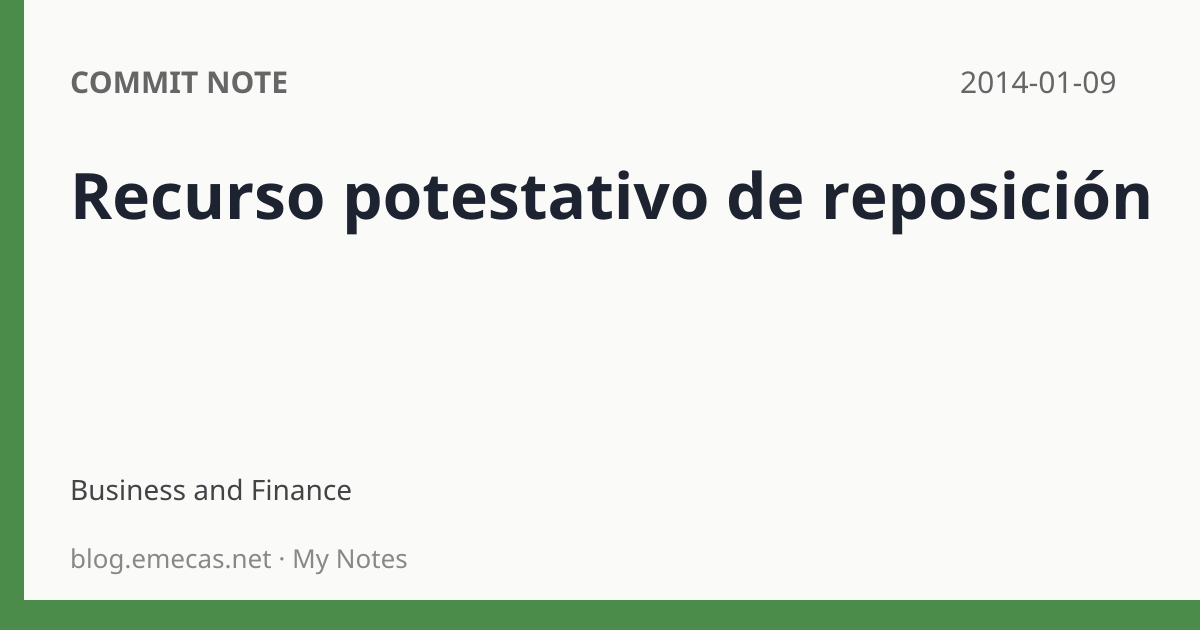 COMMIT NOTE
2014-01-09
Recurso potestativo de reposición
Business and Finance
blog.emecas.net · My Notes